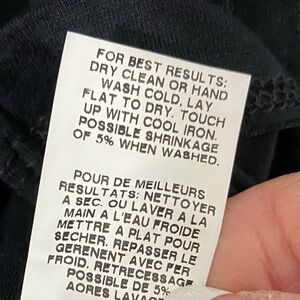 FOR BEST RESULTS:
DRY CLEAN OR HAND
WASH COLD, LAY
FLAT TO DRY. TOUCH
UP WITH COOL IRON.
POSSIBLE SHRINKAGE
OF 5% WHEN WASHED.
POUR DE MEILLEURS
RESULTATS: NETTOYER
A SEC. OU LAVER A LA
MAIN A L'EAU FROIDE
METTRE A PLAT POUR
SECHER. REPASSER LE
GERENENT AVEC FER
FROID. RETRECESSAGE
POSSIBLE DE 5%
AORES LAVAGE